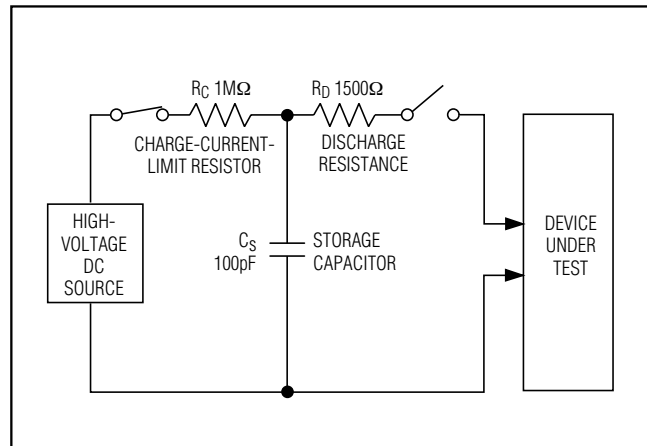 RC 1MΩ
CHARGE-CURRENT-
LIMIT RESISTOR
RD 1500Ω
DISCHARGE
RESISTANCE
HIGH-
VOLTAGE
DC
SOURCE
CS
100pF
STORAGE
CAPACITOR
DEVICE
UNDER
TEST